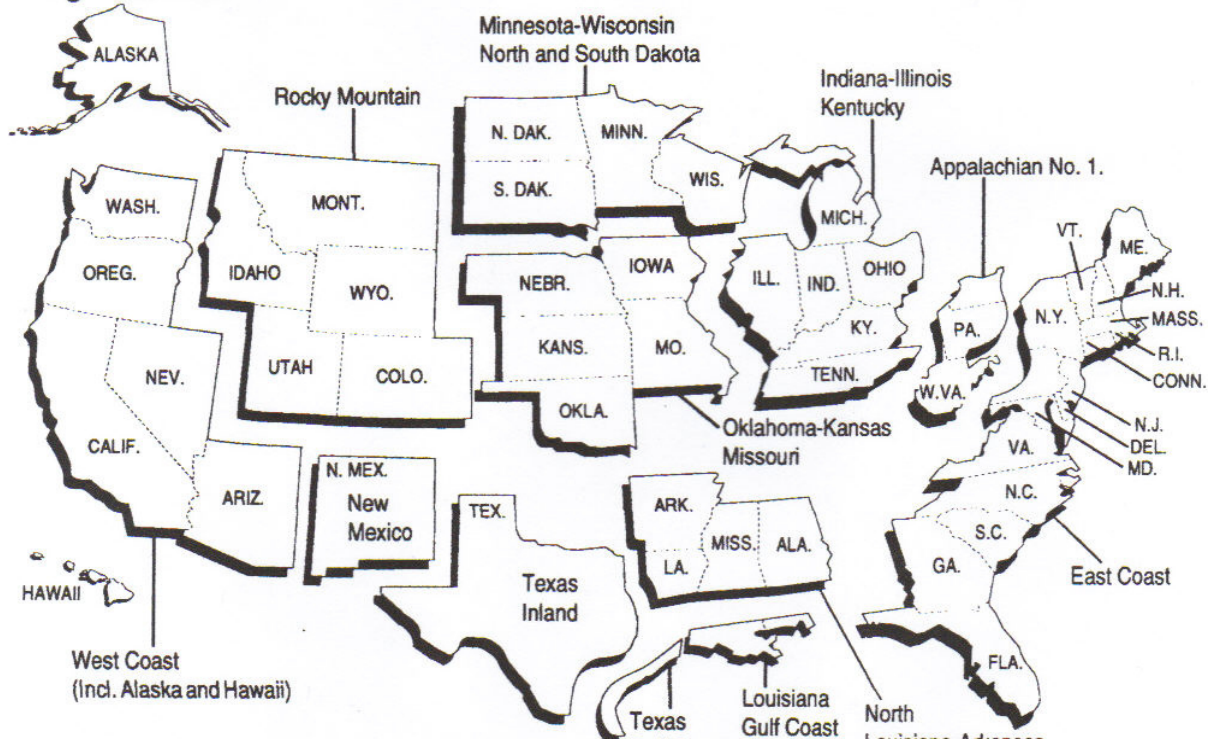 ALASKA
Minnesota-Wisconsin
North and South Dakota
Rocky Mountain
Indiana-Illinois
Kentucky
Appalachian No. 1.
N. DAK.
MINN.
S. DAK.
WIS.
WASH.
MONT.
MICH.
VT.
ME.
OREG.
IDAHO
WYO.
NEBR.
IOWA
ILL.
IND.
OHIO
N.H.
PA.
N.Y.
MASS.
KANS.
MO.
KY.
R.I.
NEV.
UTAH
COLO.
TENN.
CONN.
W.VA.
OKLA.
Oklahoma-Kansas
Missouri
N.J.
DEL.
MD.
VA.
CALIF.
ARIZ.
N. MEX.
New
Mexico
TEX.
Texas
Inland
ARK.
MISS.
ALA.
LA.
N.C.
S.C.
GA.
East Coast
HAWAII
West Coast
(Incl. Alaska and Hawaii)
FLA.
Texas
Louisiana
Gulf Coast
North